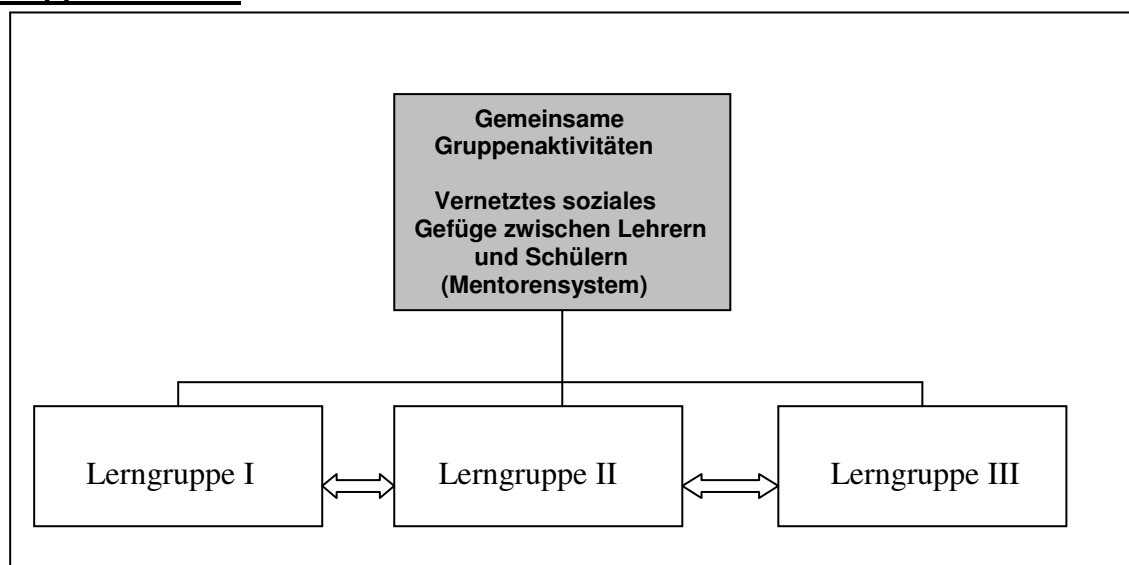 Gemeinsame
Gruppenaktivitäten
Vernetztes soziales
Gefüge zwischen Lehrern
und Schülern
(Mentorensystem)
Lerngruppe I
Lerngruppe II
Lerngruppe III